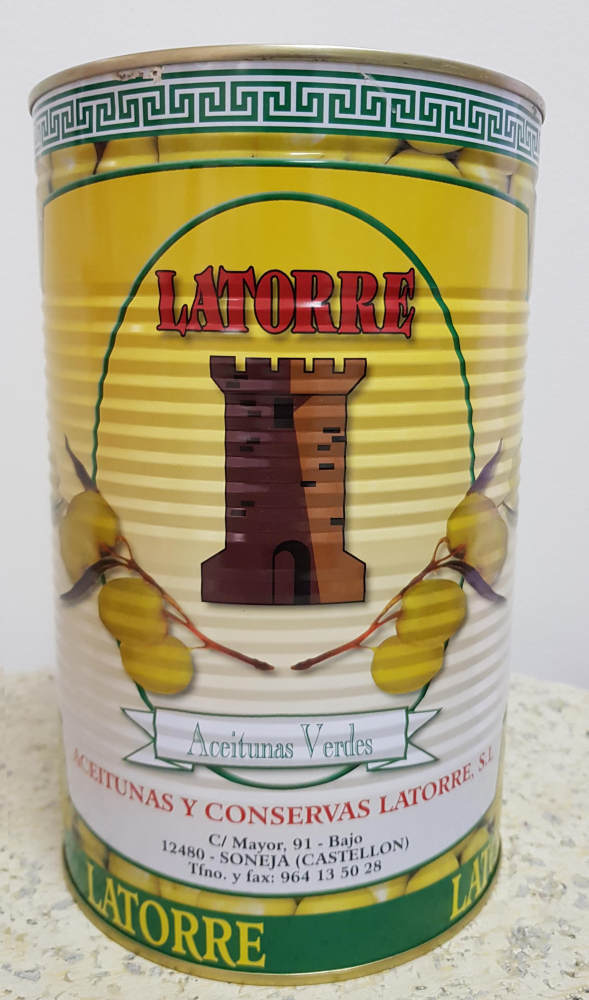 LATORRE
Aceitunas Verdes
ACEITUNAS Y CONSERVAS LATORRE, S.L
C/ Mayor, 91 - Bajo
12480 - SONEJA (CASTELLON)
Tfno. y fax: 964 13 50 28
LATORRE
LATO